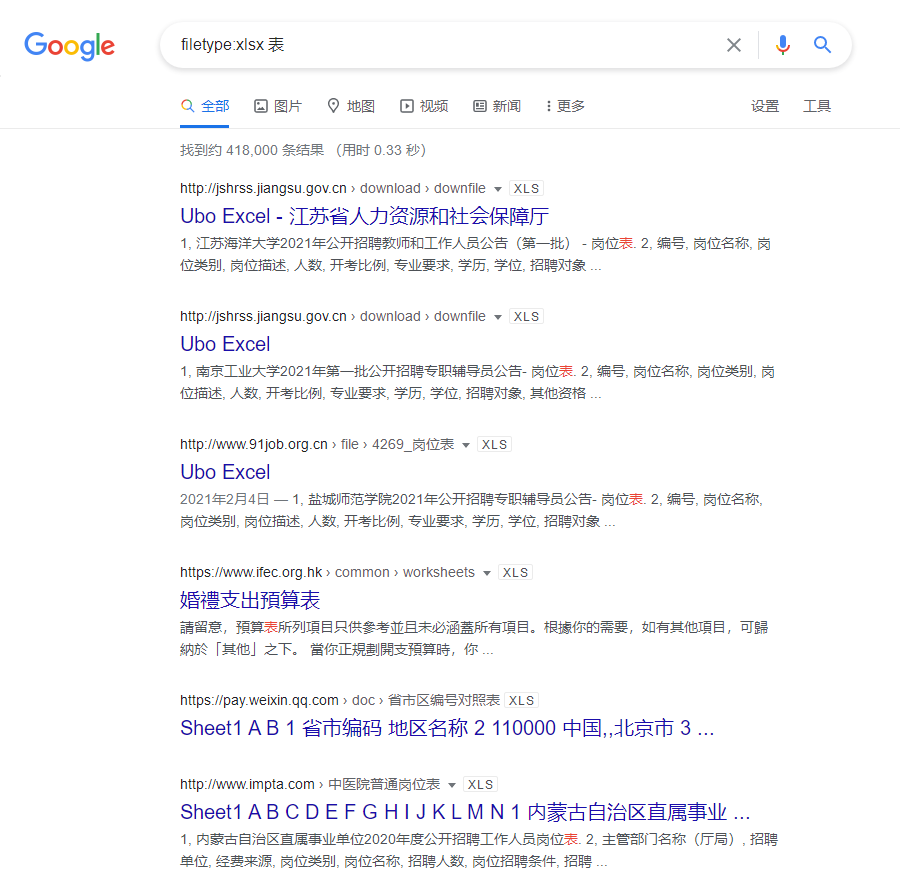 Google
filetype:xlsx 表
全部 图片 地图 视频 新闻 更多 设置 工具
找到约 418,000 条结果 （用时 0.33 秒）
http://jshrss.jiangsu.gov.cn › download › downfile XLS
Ubo Excel - 江苏省人力资源和社会保障厅
1, 江苏海洋大学2021年公开招聘教师和工作人员公告（第一批） - 岗位表. 2, 编号, 岗位名称, 岗
位类别, 岗位描述, 人数, 开考比例, 专业要求, 学历, 学位, 招聘对象 ...
http://jshrss.jiangsu.gov.cn › download › downfile XLS
Ubo Excel
1, 南京工业大学2021年第一批公开招聘专职辅导员公告- 岗位表. 2, 编号, 岗位名称, 岗位类别, 岗
位描述, 人数, 开考比例, 专业要求, 学历, 学位, 招聘对象, 其他资格 ...
http://www.91job.org.cn › file › 4269_岗位表 XLS
Ubo Excel
2021年2月4日 — 1, 盐城师范学院2021年公开招聘专职辅导员公告- 岗位表. 2, 编号, 岗位名称,
岗位类别, 岗位描述, 人数, 开考比例, 专业要求, 学历, 学位, 招聘对象 ...
https://www.ifec.org.hk › common › worksheets XLS
婚禮支出預算表
請留意，預算表所列項目只供參考並且未必涵蓋所有項目。根據你的需要，如有其他項目，可歸
納於「其他」之下。 當你正規劃開支預算時，你 ...
https://pay.weixin.qq.com › doc › 省市区编号对照表 XLS
Sheet1 A B 1 省市编码 地区名称 2 110000 中国,,北京市 3 ...
http://www.impta.com › 中医院普通岗位表 XLS
Sheet1 A B C D E F G H I J K L M N 1 内蒙古自治区直属事业 ...
1, 内蒙古自治区直属事业单位2020年度公开招聘工作人员岗位表. 2, 主管部门名称（厅局）, 招聘
单位, 经费来源, 岗位类别, 岗位名称, 招聘人数, 岗位招聘条件, 招聘 ...